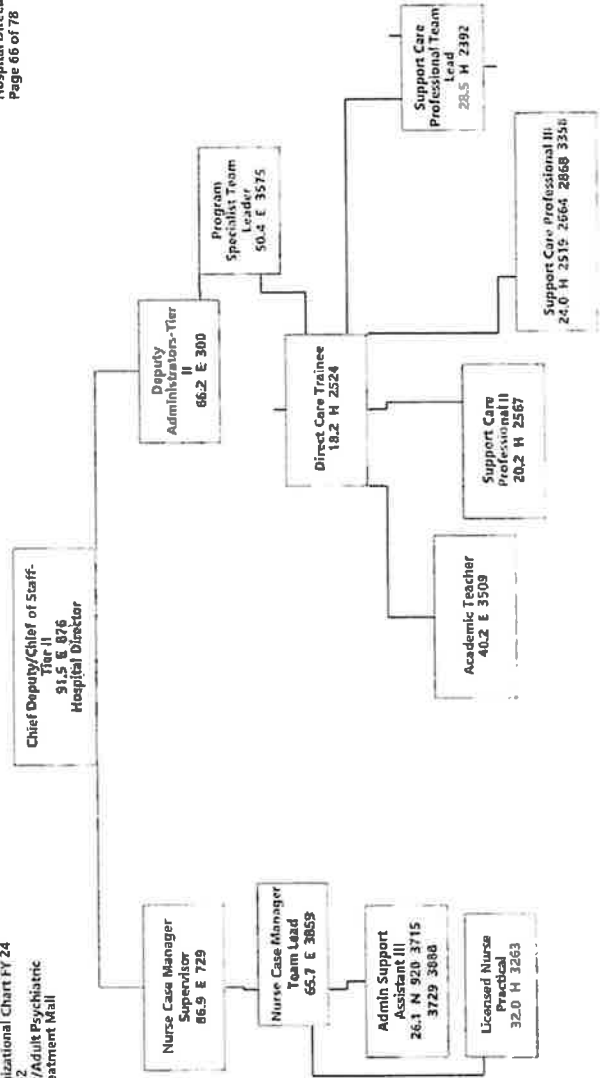 Page 66 of 78
izational Chart FY 24
2
/Adult Psychiatric
eatment Mall
Chief Deputy/Chief of Staff-
Tier II
91.5 E 876
Hospital Director
Nurse Case Manager
Supervisor
86.9 E 729
Deputy
Administrators-Tier
II
66.2 E 300
Nurse Case Manager
Team Lead
65.7 E 3859
Program
Specialist Team
Leader
50.4 E 3575
Admin Support
Assistant III
26.1 N 920 3715
3729 3888
Direct Care Trainee
18.2 H 2524
Licensed Nurse
Practical
32.0 H 3263
Academic Teacher
40.2 E 3509
Support Care
Professional II
20.2 H 2567
Support Care Professional III
24.0 H 2519 2664 2868 3358
Support Care
Professional Team
Lead
28.5 H 2392